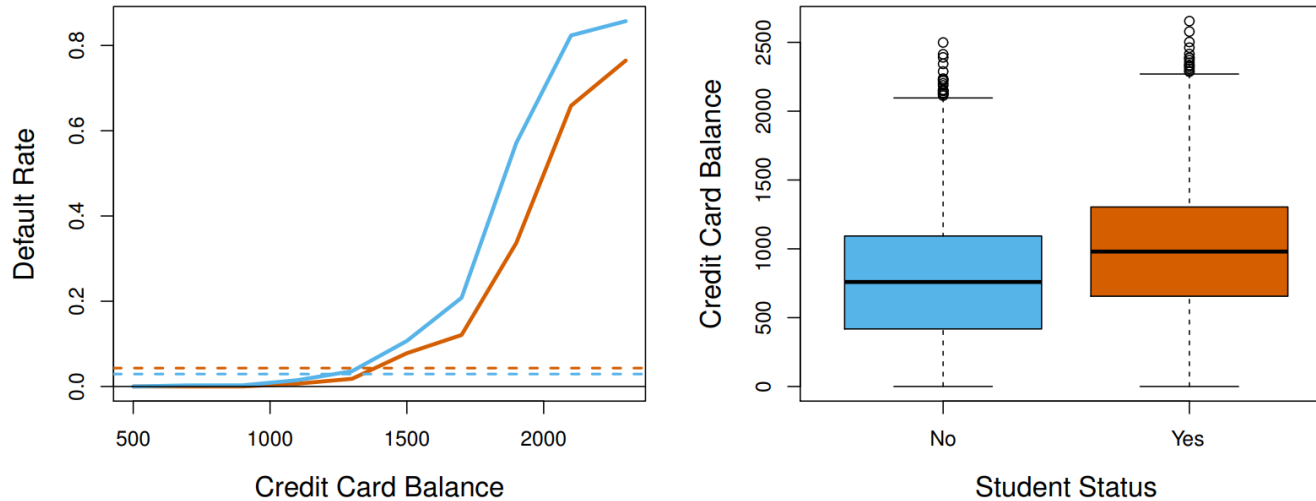 Default Rate
0.8
0.6
0.4
0.2
0.0
500 1000 1500 2000
Credit Card Balance
Credit Card Balance
2500
2000
1500
1000
500
0
No Yes
Student Status